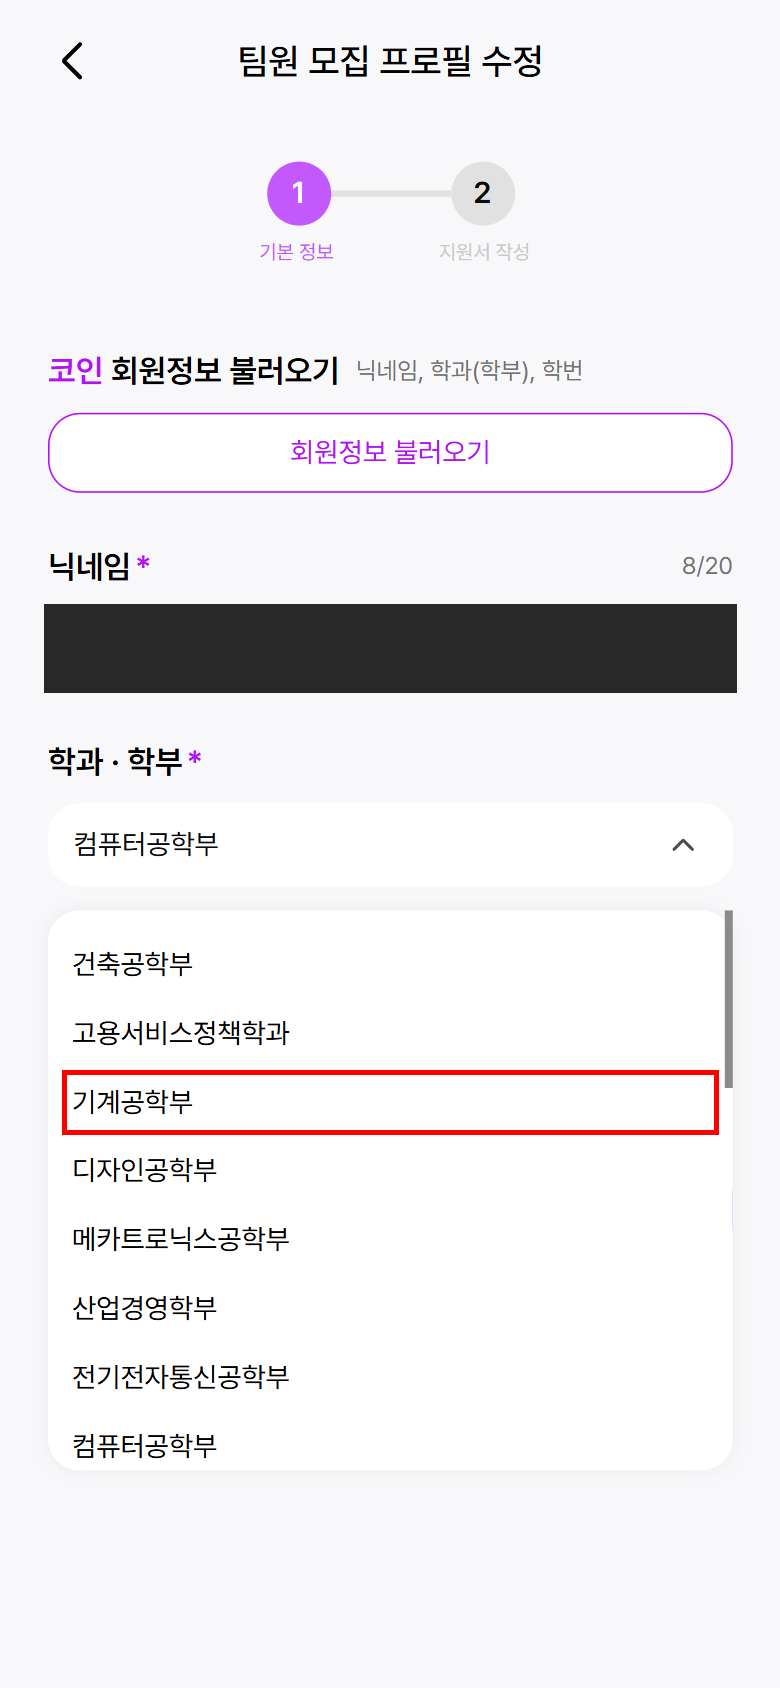 팀원 모집 프로필 수정
1
2
기본 정보
지원서 작성
코인 회원정보 불러오기 닉네임, 학과(학부), 학번
회원정보 불러오기
닉네임 * 8/20
학과 · 학부 *
컴퓨터공학부
건축공학부
고용서비스정책학과
기계공학부
디자인공학부
메카트로닉스공학부
산업경영학부
전기전자통신공학부
컴퓨터공학부